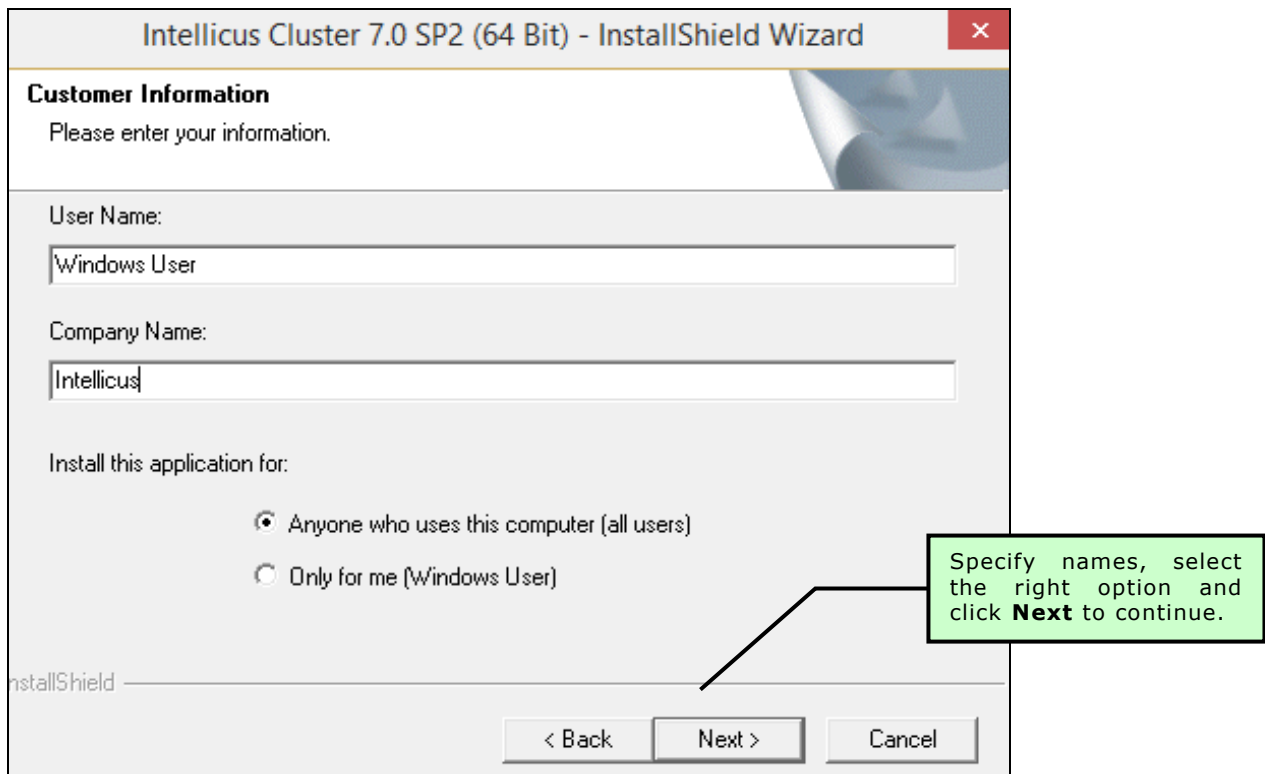 Intellicus Cluster 7.0 SP2 (64 Bit) - InstallShield Wizard
Customer Information
Please enter your information.
User Name:
Windows User
Company Name:
Intellicus
Install this application for:
Anyone who uses this computer (all users)
Only for me (Windows User)
Specify names, select
the right option and
click Next to continue.
nstallShield
< Back
Next >
Cancel